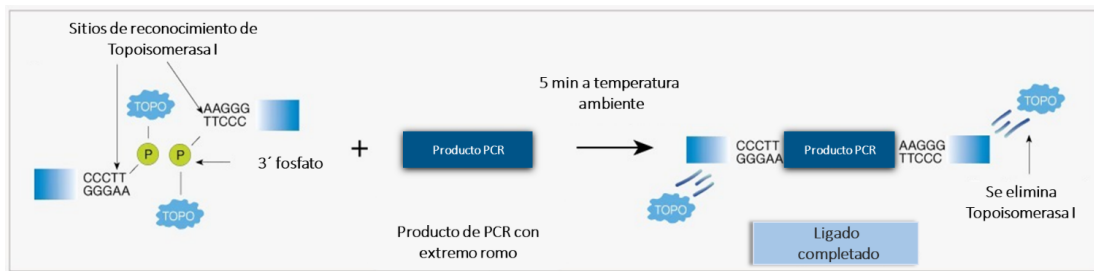 Sitios de reconocimiento de
Topoisomerasa I
TOPO
AAGGG
TTCCC
P
P
3´ fosfato
CCCTT
GGGAA
TOPO
+
Producto PCR
Producto de PCR con
extremo romo
5 min a temperatura
ambiente
CCCTT
GGGAA
Producto PCR
AAGGG
TTCCC
TOPO
TOPO
Se elimina
Topoisomerasa I
Ligado
completado